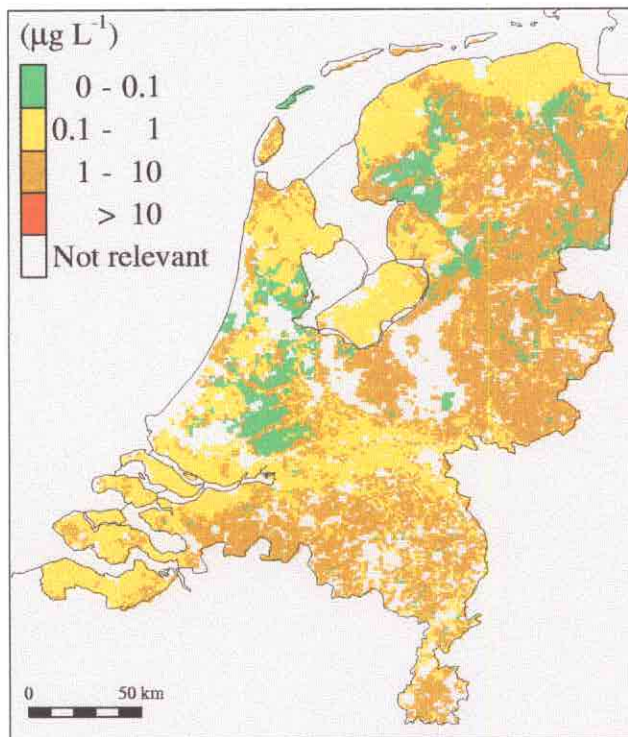 (µg L⁻¹)
0 - 0.1
0.1 - 1
1 - 10
> 10
Not relevant
0 50 km